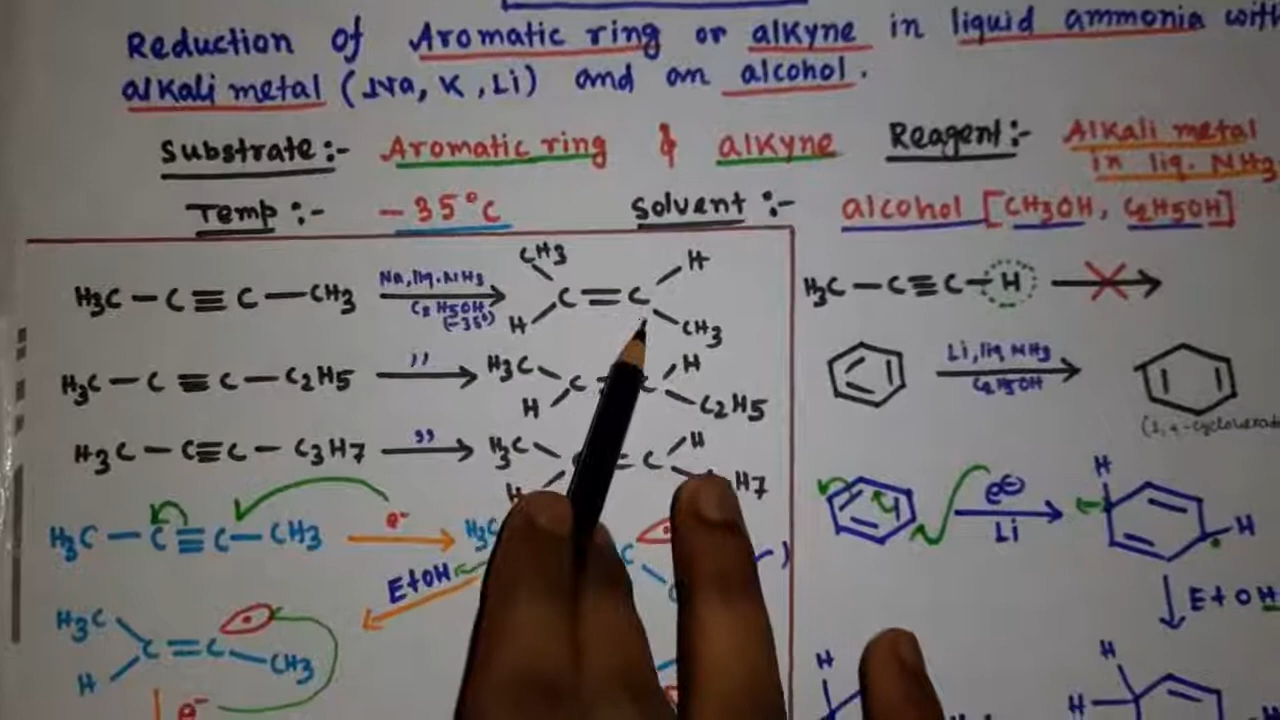 Reduction of Aromatic ring or alkyne in liquid ammonia with
alkali metal (Na, K, Li) and an alcohol.
Substrate:- Aromatic ring & alkyne
Reagent:- Alkali metal
in liq. NH3
Temp:- -35°C
Solvent:- alcohol [CH3OH, C2H5OH]
H3C-C≡C-CH3
Na, liq. NH3
C2H5OH
(-35°)
CH3 H
C=C
H CH3
H3C-C≡C-C2H5
,,
H3C H
C
H C2H5
H3C-C≡C-C3H7
,,
H3C H
=C
H H7
H3C-C≡C-CH3
e-
H3C
C
EtOH
H3C
C=C
H CH3
e-
H3C-C≡C-H
Li, liq NH3
C2H5OH
e⊖
Li
H
H
EtOH
H
H
H